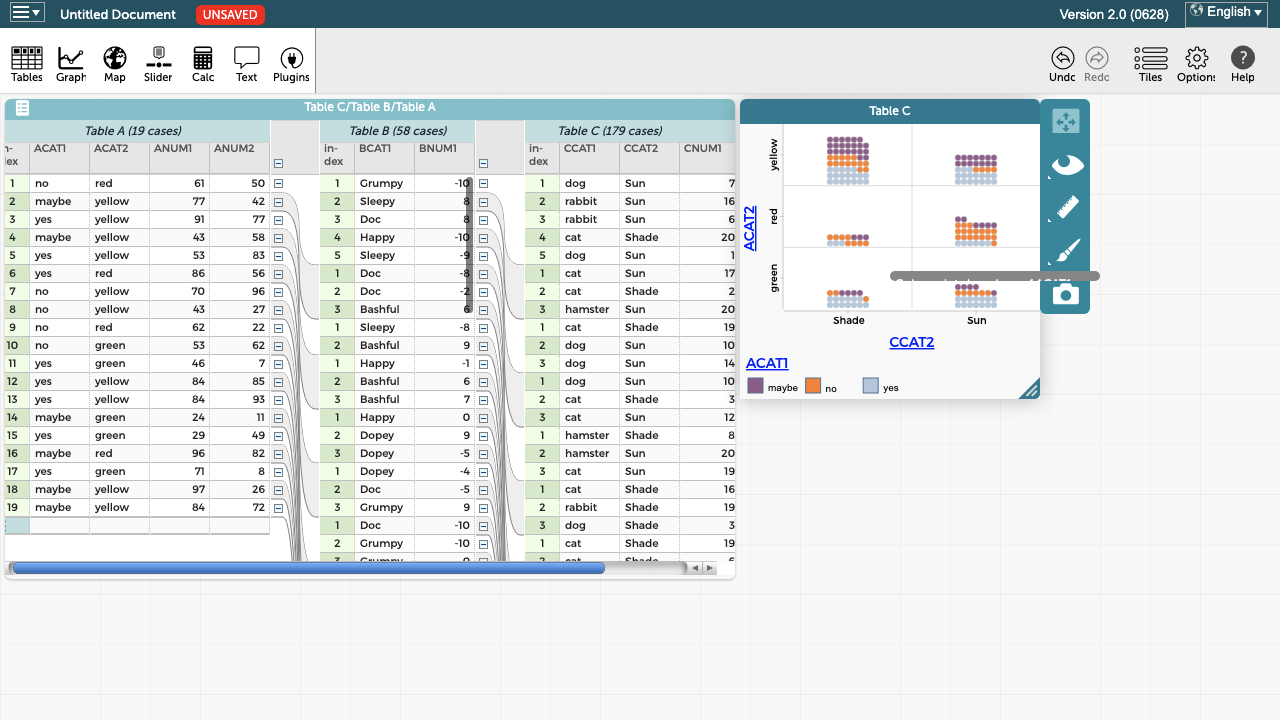 Untitled Document UNSAVED Version 2.0 (0628) English
Tables Graph Map Slider Calc Text Plugins Undo Redo Tiles Options Help
Table C/Table B/Table A
Table A (19 cases) Table B (58 cases) Table C (179 cases)
in-dex ACAT1 ACAT2 ANUM1 ANUM2 in-dex BCAT1 BNUM1 in-dex CCAT1 CCAT2 CNUM1
1 no red 61 50 1 Grumpy -10 1 dog Sun 7
2 maybe yellow 77 42 2 Sleepy 8 2 rabbit Sun 16
3 yes yellow 91 77 3 Doc 8 3 rabbit Sun 6
4 maybe yellow 43 58 4 Happy -10 4 cat Shade 20
5 yes yellow 53 83 5 Sleepy -9 5 dog Sun 1
6 yes red 86 56 1 Doc -8 1 cat Sun 17
7 no yellow 70 96 2 Doc -2 2 cat Sun 2
8 no yellow 43 27 3 Bashful 6 3 hamster Sun 20
9 no red 62 22 1 Sleepy -8 1 cat Shade 19
10 no green 53 62 2 Bashful 9 2 dog Sun 10
11 yes green 46 7 1 Happy -1 3 dog Sun 14
12 yes yellow 84 85 2 Bashful 6 1 dog Sun 10
13 yes yellow 84 93 3 Bashful 7 2 cat Shade 3
14 maybe green 24 11 1 Happy 0 3 cat Sun 12
15 yes green 29 49 2 Dopey 9 1 hamster Shade 8
16 maybe red 96 82 3 Dopey -5 2 hamster Sun 20
17 yes green 71 8 1 Dopey -4 3 cat Sun 19
18 maybe yellow 97 26 2 Doc -5 1 cat Shade 16
19 maybe yellow 84 72 3 Grumpy 9 2 rabbit Shade 19
1 Doc -10 3 dog Shade 3
2 Grumpy -10 1 cat Shade 19
3 Grumpy 0 2 cat Shade 6
Table C
yellow
red
green
ACAT2
Shade Sun
CCAT2
ACAT1
maybe no yes